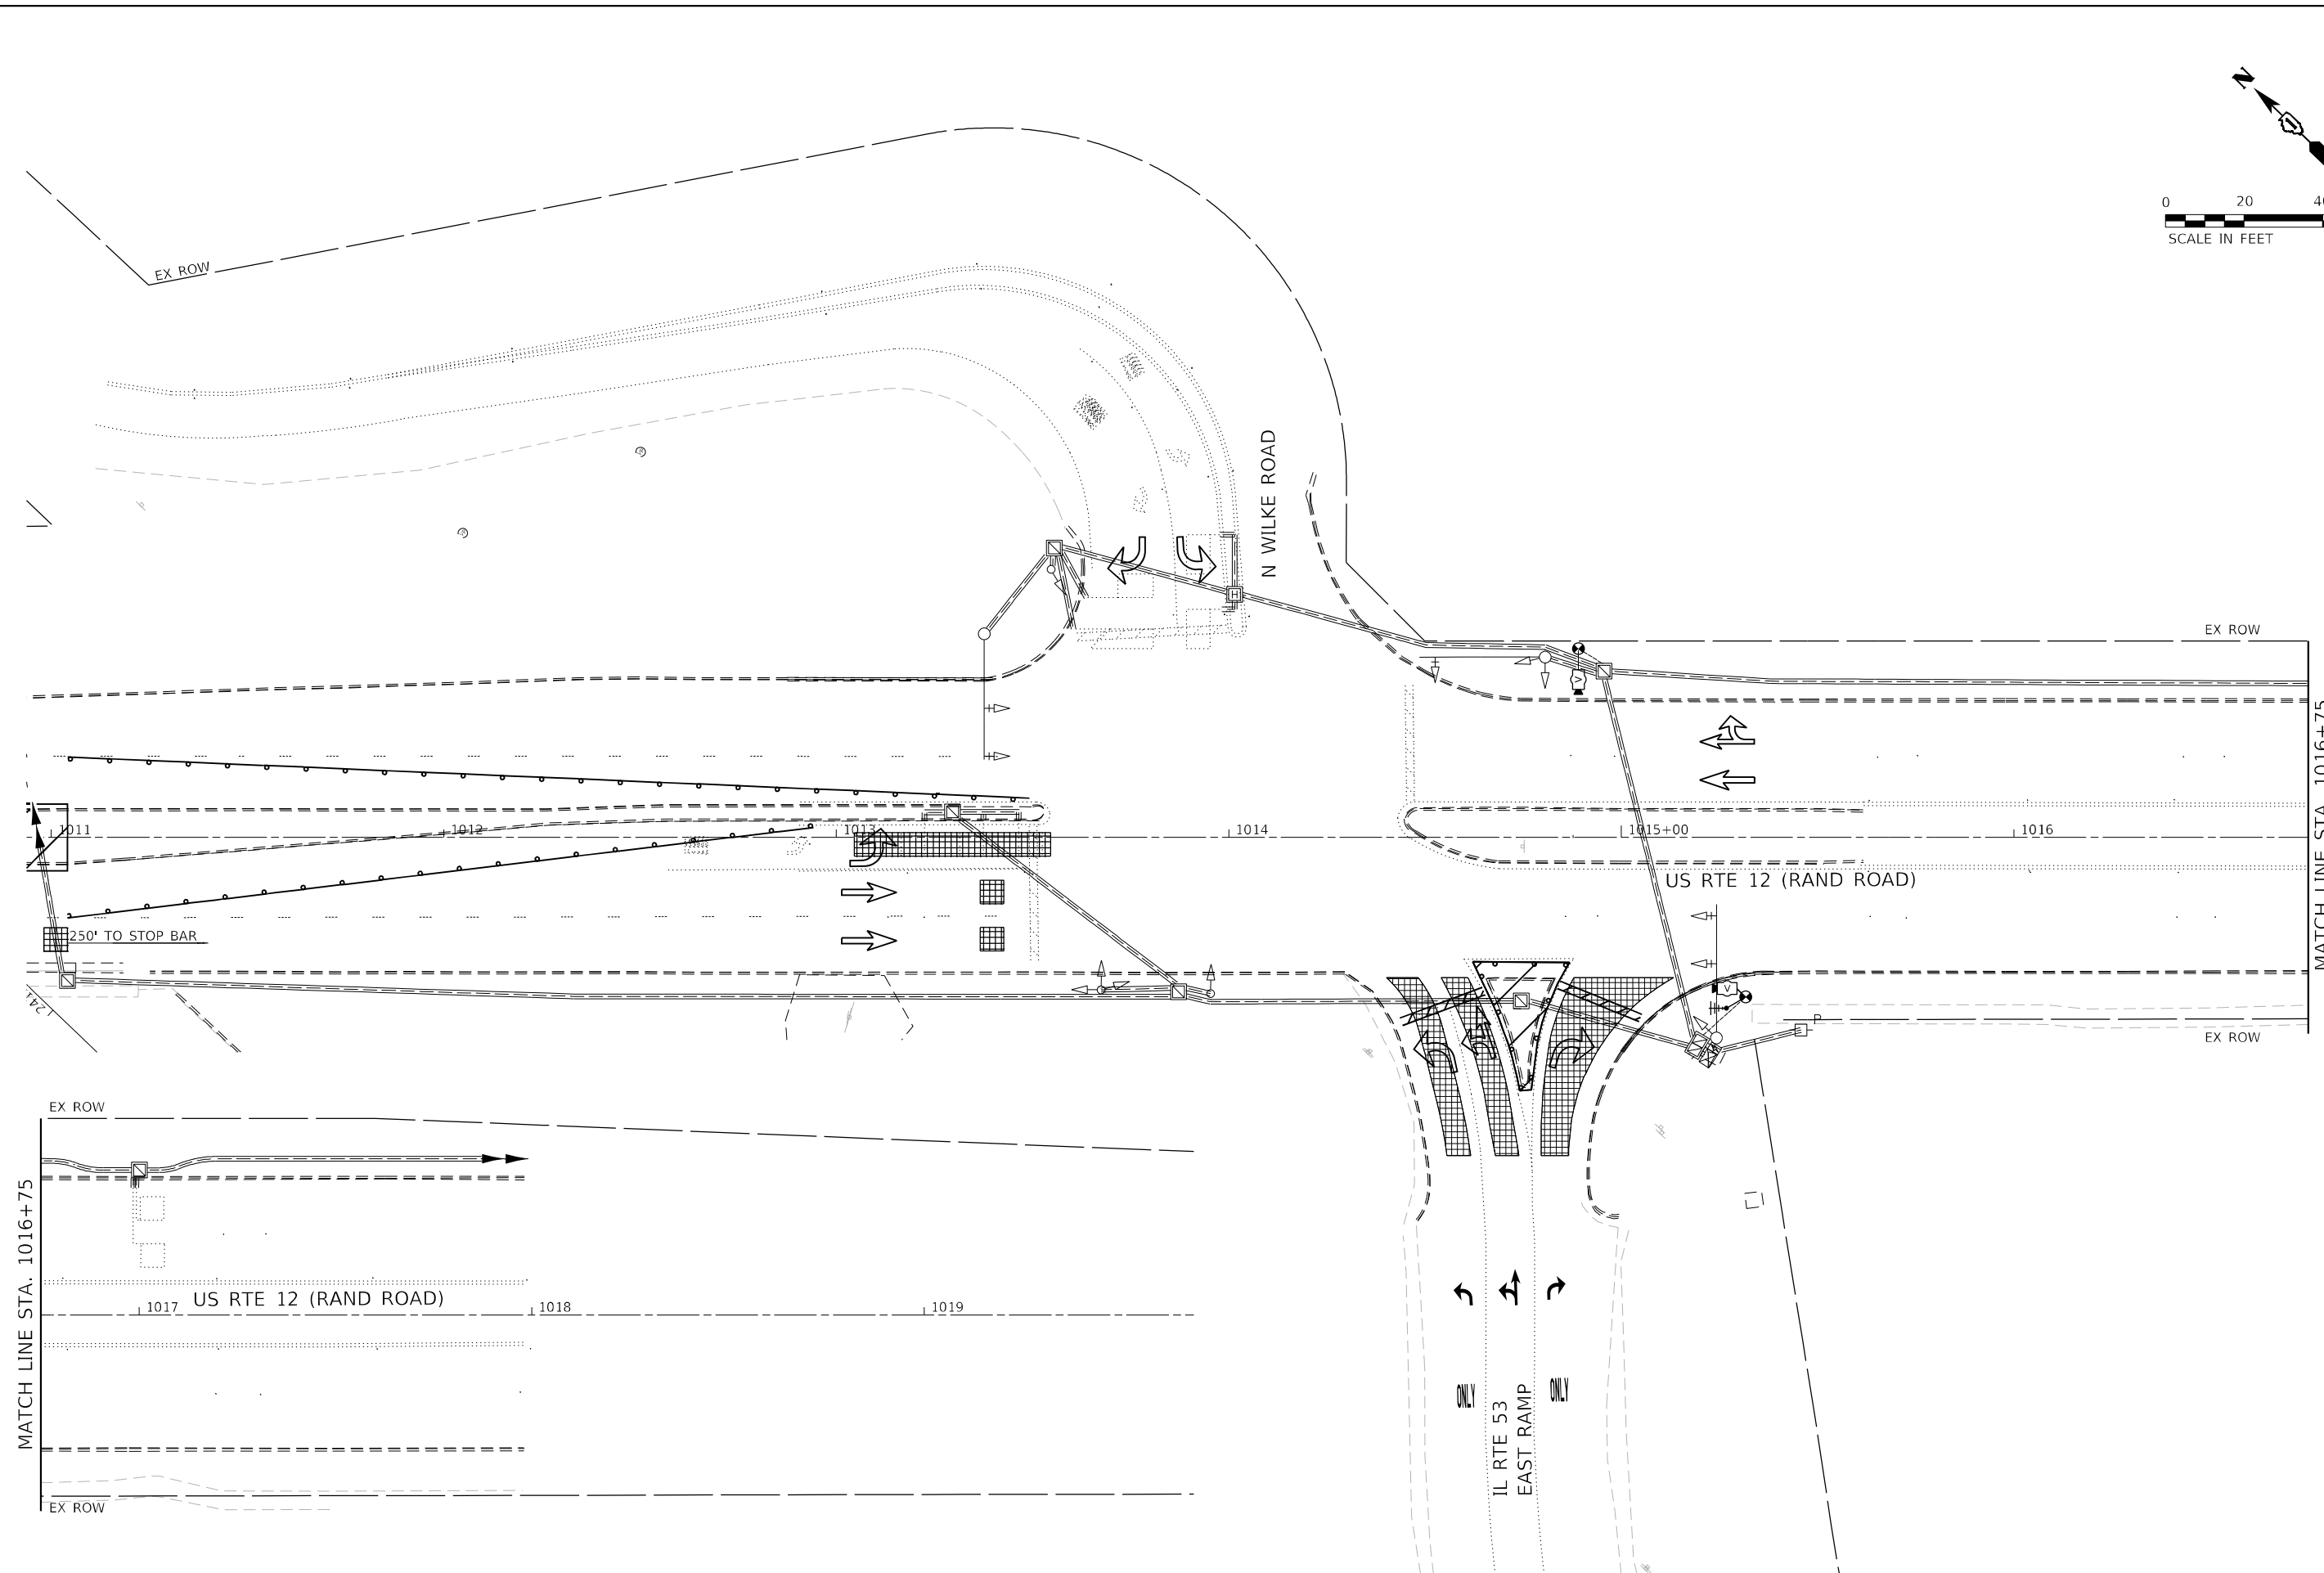 N
0 20
SCALE IN FEET
EX ROW
N WILKE ROAD
H
EX ROW
V
MATCH LINE STA. 1016+75
1011 1012 1013 1014 1015+00 1016
US RTE 12 (RAND ROAD)
250' TO STOP BAR
V
P
EX ROW
EX ROW
MATCH LINE STA. 1016+75
1017 1018 1019
US RTE 12 (RAND ROAD)
EX ROW
ONLY ONLY
IL RTE 53
EAST RAMP